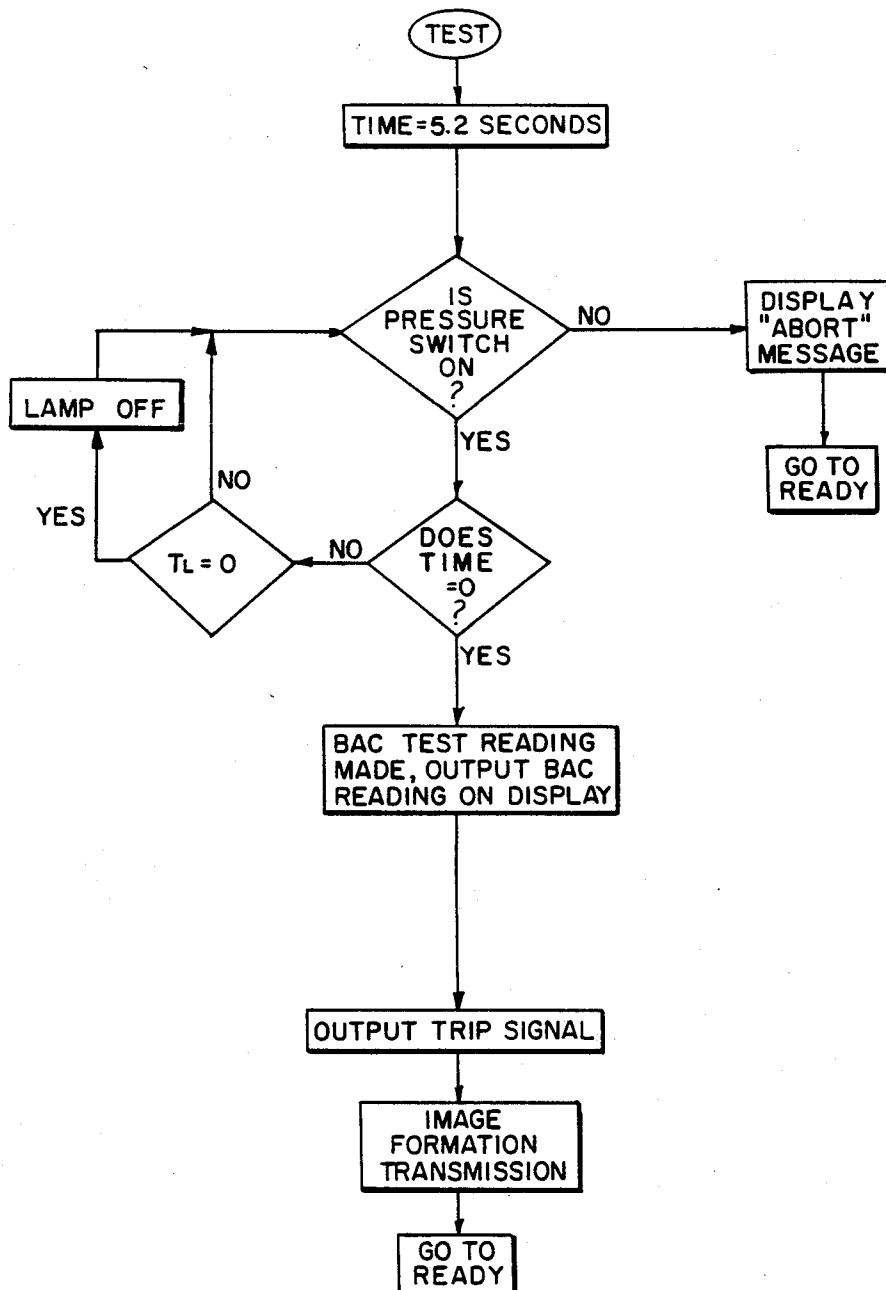 TEST
TIME=5.2 SECONDS
IS
PRESSURE
SWITCH
ON
?
NO
DISPLAY
"ABORT"
MESSAGE
GO TO
READY
YES
LAMP OFF
YES
NO
TL = 0
NO
DOES
TIME
=0
?
YES
BAC TEST READING
MADE, OUTPUT BAC
READING ON DISPLAY
OUTPUT TRIP SIGNAL
IMAGE
FORMATION
TRANSMISSION
GO TO
READY